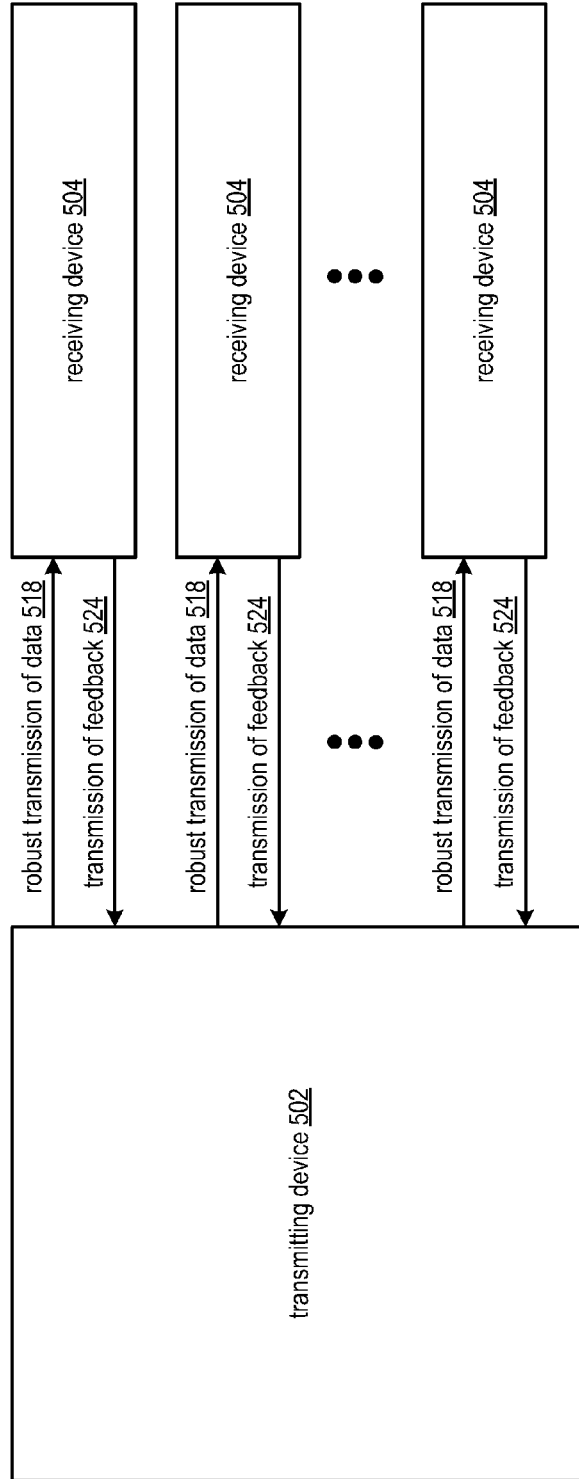 transmitting device 502
robust transmission of data 518
transmission of feedback 524
receiving device 504
robust transmission of data 518
transmission of feedback 524
receiving device 504
robust transmission of data 518
transmission of feedback 524
receiving device 504